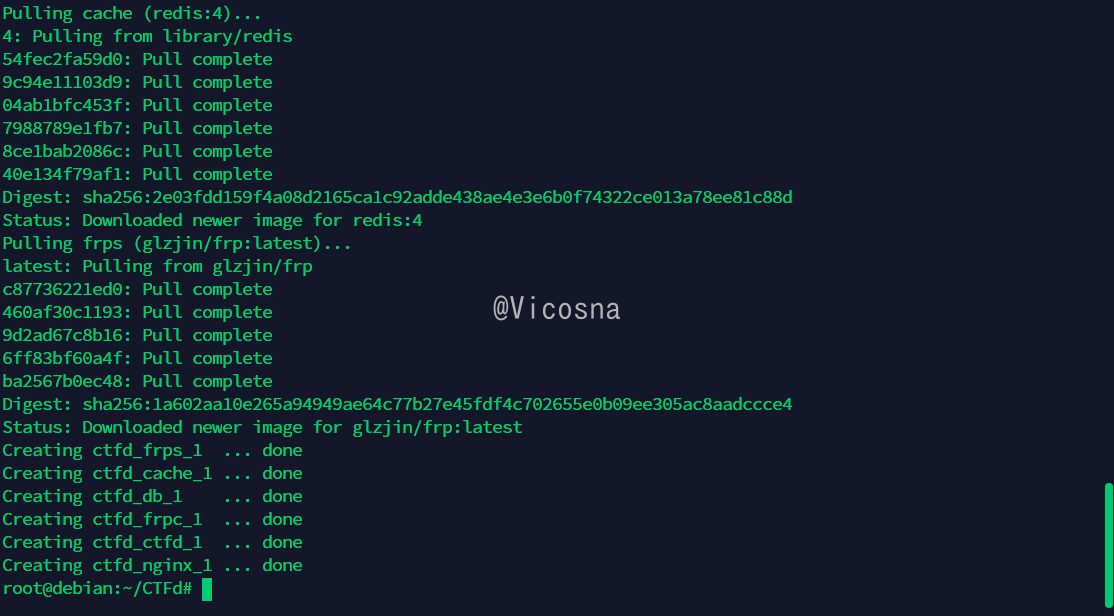 Pulling cache (redis:4)...
4: Pulling from library/redis
54fec2fa59d0: Pull complete
9c94e11103d9: Pull complete
04ab1bfc453f: Pull complete
7988789e1fb7: Pull complete
8ce1bab2086c: Pull complete
40e134f79af1: Pull complete
Digest: sha256:2e03fdd159f4a08d2165ca1c92adde438ae4e3e6b0f74322ce013a78ee81c88d
Status: Downloaded newer image for redis:4
Pulling frps (glzjin/frp:latest)...
latest: Pulling from glzjin/frp
c87736221ed0: Pull complete
460af30c1193: Pull complete
@Vicosna
9d2ad67c8b16: Pull complete
6ff83bf60a4f: Pull complete
ba2567b0ec48: Pull complete
Digest: sha256:1a602aa10e265a94949ae64c77b27e45fdf4c702655e0b09ee305ac8aadccce4
Status: Downloaded newer image for glzjin/frp:latest
Creating ctfd_frps_1  ... done
Creating ctfd_cache_1 ... done
Creating ctfd_db_1    ... done
Creating ctfd_frpc_1  ... done
Creating ctfd_ctfd_1  ... done
Creating ctfd_nginx_1 ... done
root@debian:~/CTFd#